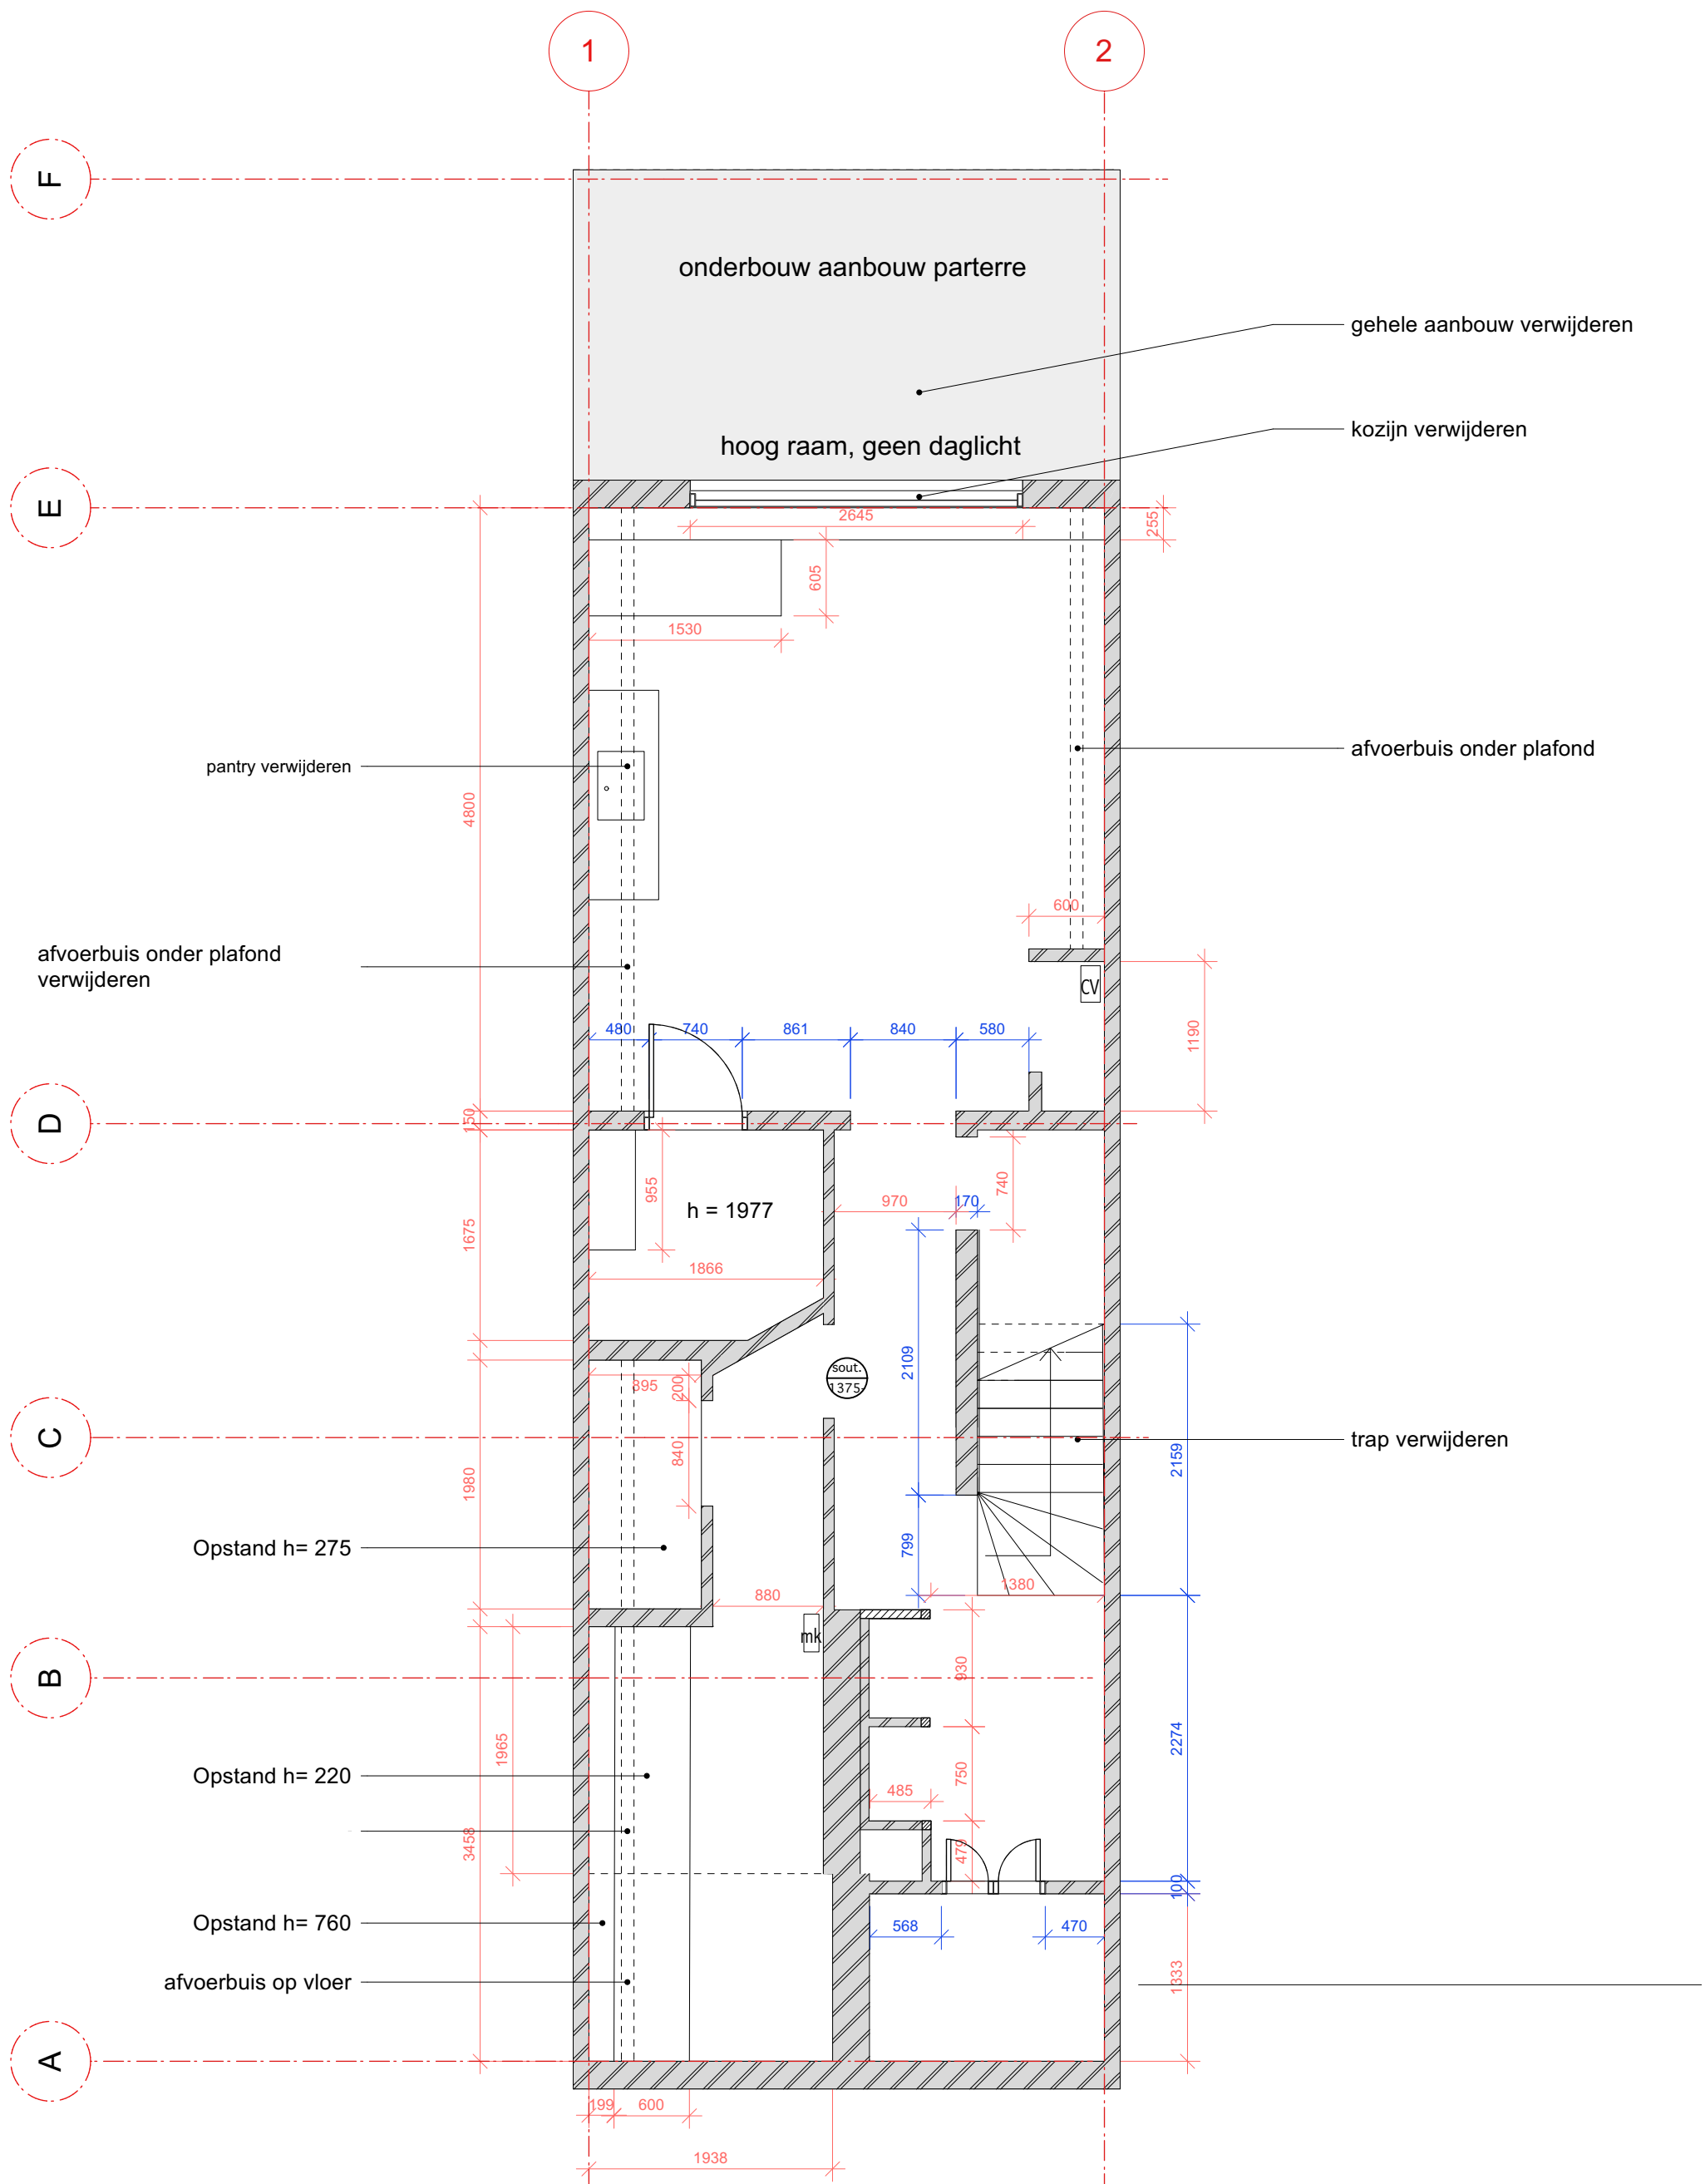 1
2
F
onderbouw aanbouw parterre
gehele aanbouw verwijderen
kozijn verwijderen
hoog raam, geen daglicht
E
2645
255
605
1530
afvoerbuis onder plafond
pantry verwijderen
4800
600
afvoerbuis onder plafond
verwijderen
CV
480
740
861
840
580
1190
D
150
955
h = 1977
970
170
740
1675
1866
2109
sout.
1375-
895
200
C
840
trap verwijderen
2159
1980
Opstand h= 275
799
1380
880
mk
B
930
2274
1965
Opstand h= 220
750
485
3458
479
100
Opstand h= 760
568
470
afvoerbuis op vloer
1333
A
199
600
1938